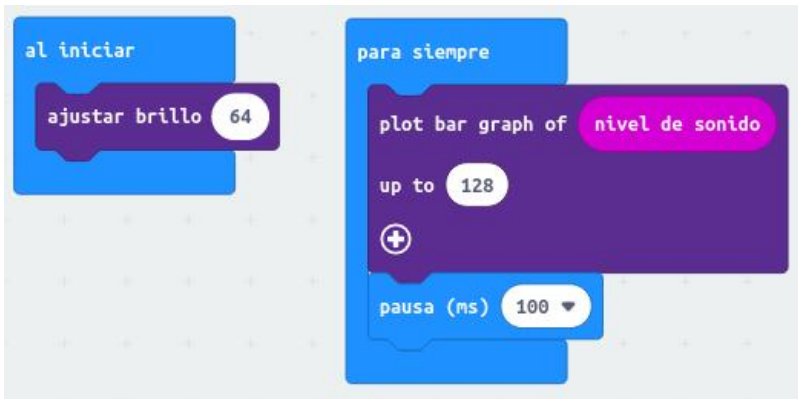 al iniciar
ajustar brillo 64
para siempre
plot bar graph of nivel de sonido
up to 128
pausa (ms) 100